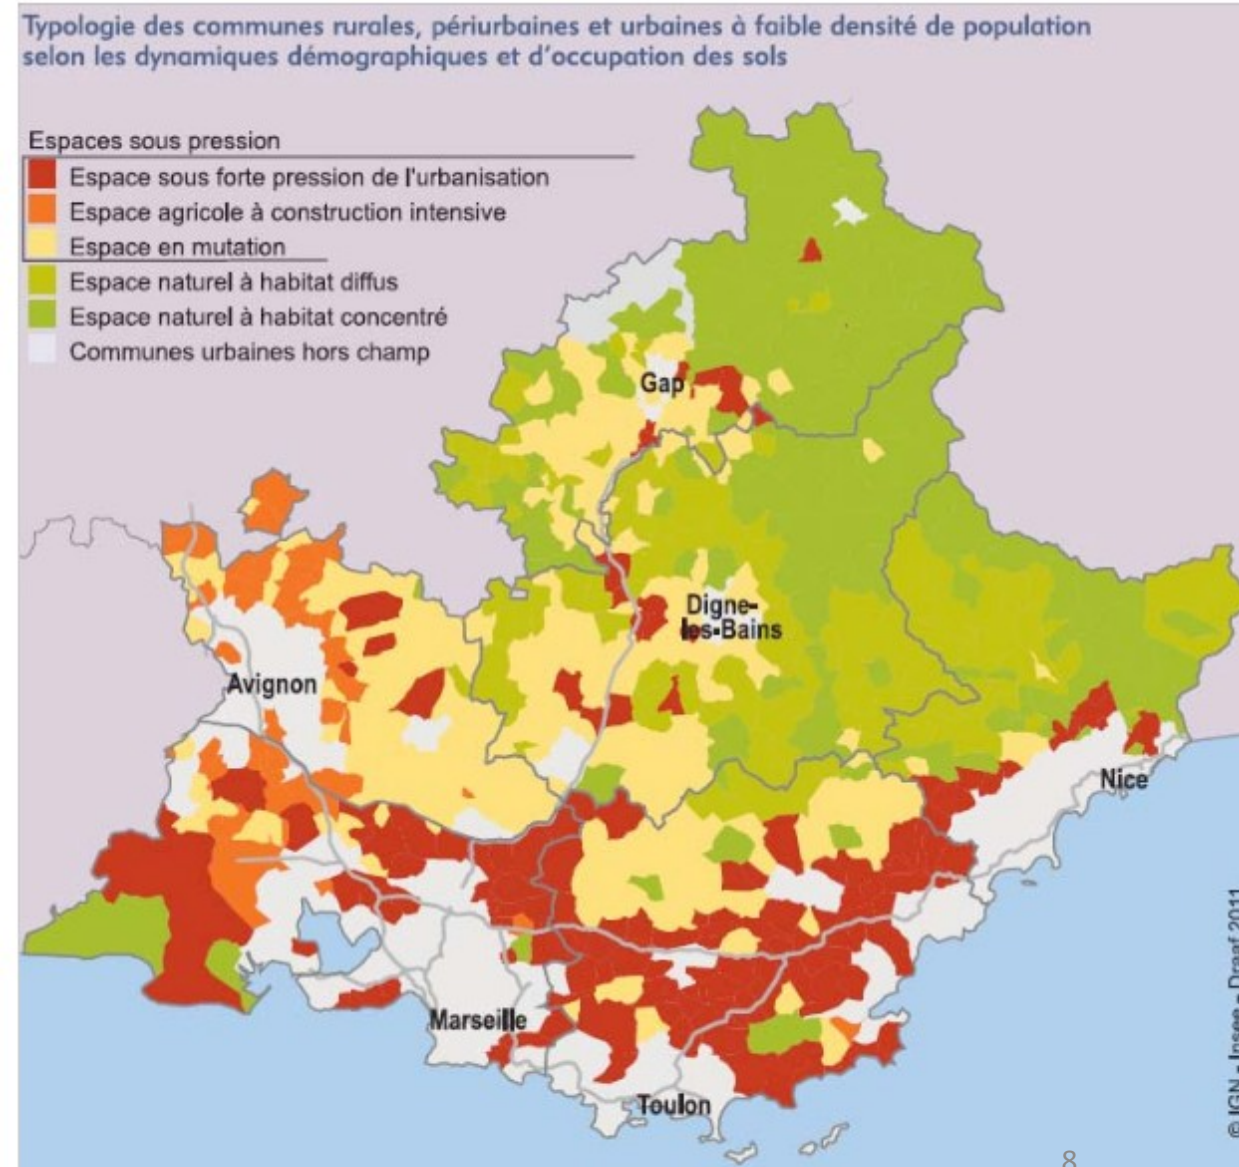 Typologie des communes rurales, périurbaines et urbaines à faible densité de population
selon les dynamiques démographiques et d'occupation des sols
Espaces sous pression
Espace sous forte pression de l'urbanisation
Espace agricole à construction intensive
Espace en mutation
Espace naturel à habitat diffus
Espace naturel à habitat concentré
Communes urbaines hors champ
Gap
Digne-
les-Bains
Avignon
Nice
Marseille
Toulon
© IGN - Insee - Draaf 2011
8